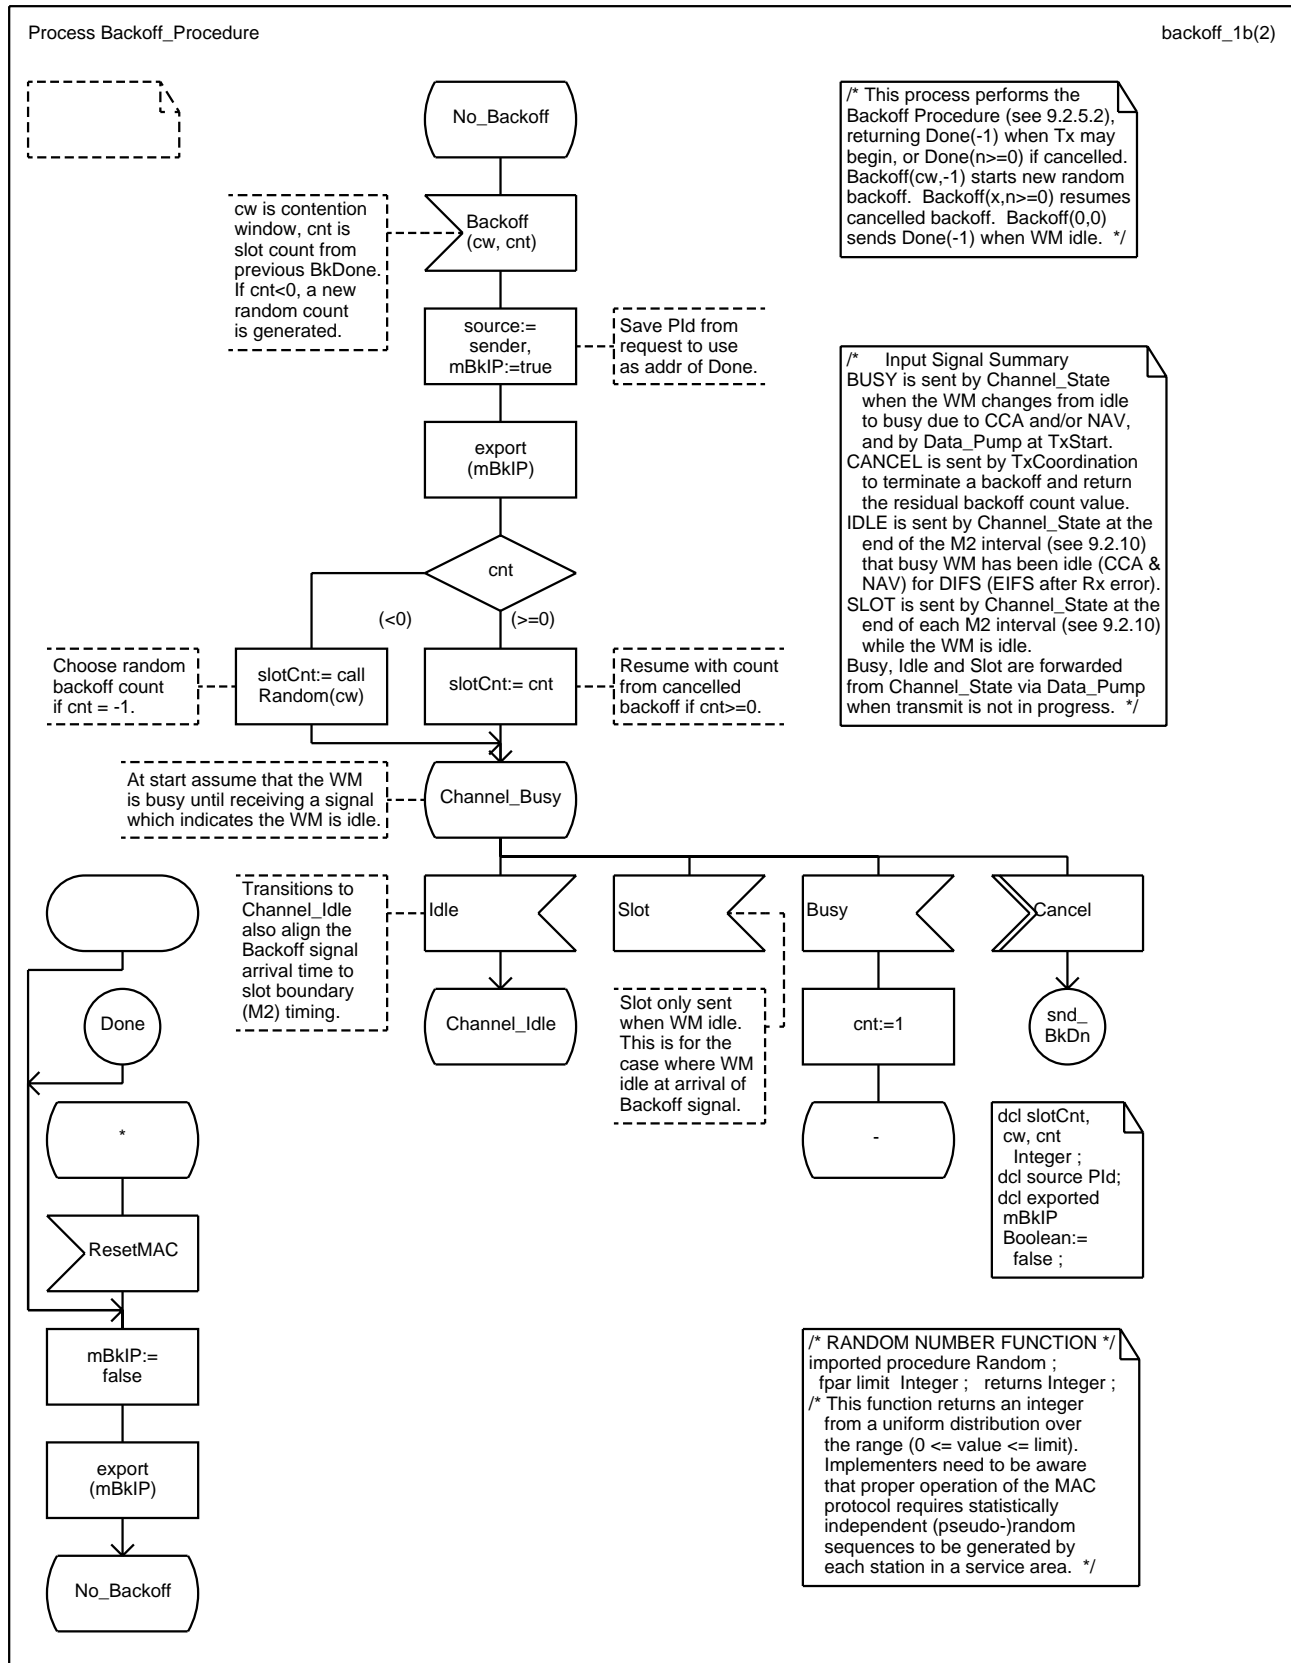 Process Backoff_Procedure
backoff_1b(2)
No_Backoff
/* This process performs the
Backoff Procedure (see 9.2.5.2),
returning Done(-1) when Tx may
begin, or Done(n>=0) if cancelled.
Backoff(cw,-1) starts new random
backoff.  Backoff(x,n>=0) resumes
cancelled backoff.  Backoff(0,0)
sends Done(-1) when WM idle.  */
cw is contention
window, cnt is
slot count from
previous BkDone.
If cnt<0, a new
random count
is generated.
Backoff
(cw, cnt)
source:=
sender,
mBkIP:=true
Save PId from
request to use
as addr of Done.
/*     Input Signal Summary
BUSY is sent by Channel_State
when the WM changes from idle
to busy due to CCA and/or NAV,
and by Data_Pump at TxStart.
CANCEL is sent by TxCoordination
to terminate a backoff and return
the residual backoff count value.
IDLE is sent by Channel_State at the
end of the M2 interval (see 9.2.10)
that busy WM has been idle (CCA &
NAV) for DIFS (EIFS after Rx error).
SLOT is sent by Channel_State at the
end of each M2 interval (see 9.2.10)
while the WM is idle.
Busy, Idle and Slot are forwarded
from Channel_State via Data_Pump
when transmit is not in progress.  */
export
(mBkIP)
cnt
(<0)
(>=0)
Choose random
backoff count
if cnt = -1.
slotCnt:= call
Random(cw)
slotCnt:= cnt
Resume with count
from cancelled
backoff if cnt>=0.
At start assume that the WM
is busy until receiving a signal
which indicates the WM is idle.
Channel_Busy
Transitions to
Channel_Idle
also align the
Backoff signal
arrival time to
slot boundary
(M2) timing.
Idle
Slot
Busy
Cancel
Done
Channel_Idle
Slot only sent
when WM idle.
This is for the
case where WM
idle at arrival of
Backoff signal.
cnt:=1
snd_
BkDn
*
-
dcl slotCnt,
cw, cnt
Integer ;
dcl source PId;
dcl exported
mBkIP
Boolean:=
false ;
ResetMAC
mBkIP:=
false
/* RANDOM NUMBER FUNCTION */
imported procedure Random ;
fpar limit  Integer ;   returns Integer ;
/* This function returns an integer
from a uniform distribution over
the range (0 <= value <= limit).
Implementers need to be aware
that proper operation of the MAC
protocol requires statistically
independent (pseudo-)random
sequences to be generated by
each station in a service area.  */
export
(mBkIP)
No_Backoff